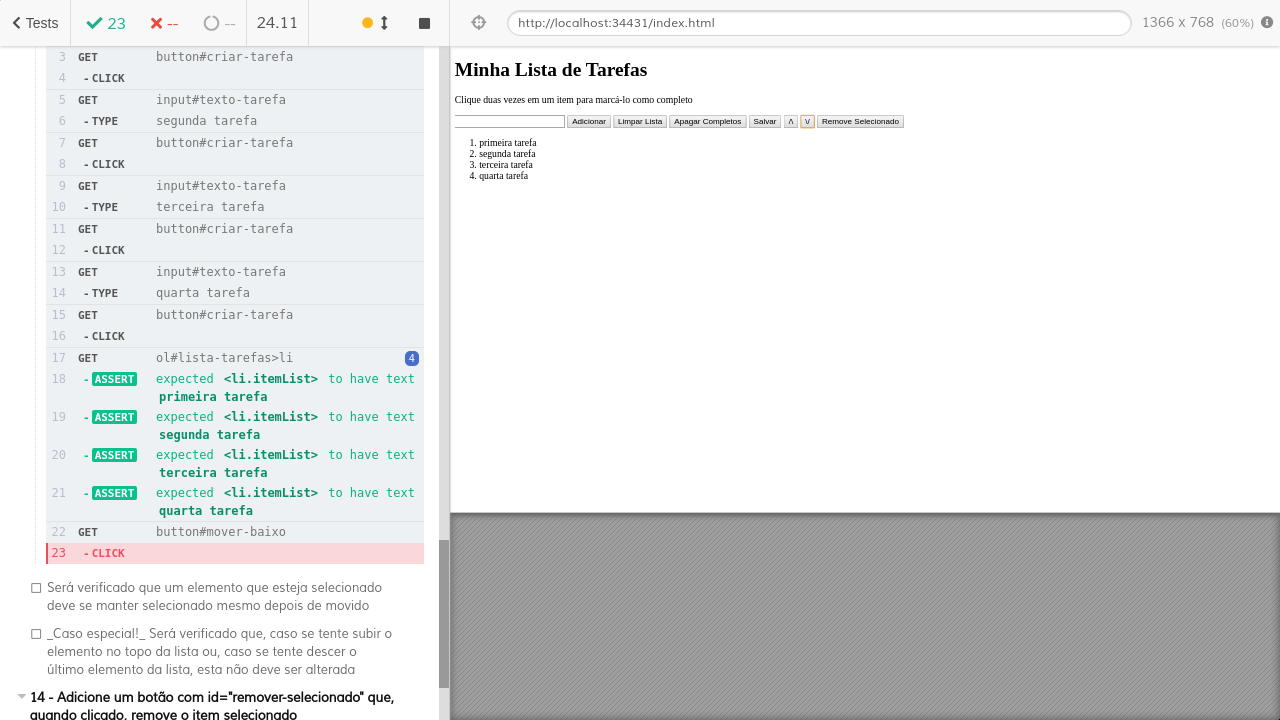 Tests 23 -- -- 24.11 http://localhost:34431/index.html 1366 x 768 (60%)
3 GET button#criar-tarefa
4 -CLICK
5 GET input#texto-tarefa
6 -TYPE segunda tarefa
7 GET button#criar-tarefa
8 -CLICK
9 GET input#texto-tarefa
10 -TYPE terceira tarefa
11 GET button#criar-tarefa
12 -CLICK
13 GET input#texto-tarefa
14 -TYPE quarta tarefa
15 GET button#criar-tarefa
16 -CLICK
17 GET ol#lista-tarefas>li 4
18 -ASSERT expected <li.itemList> to have text
primeira tarefa
19 -ASSERT expected <li.itemList> to have text
segunda tarefa
20 -ASSERT expected <li.itemList> to have text
terceira tarefa
21 -ASSERT expected <li.itemList> to have text
quarta tarefa
22 GET button#mover-baixo
23 -CLICK
Será verificado que um elemento que esteja selecionado
deve se manter selecionado mesmo depois de movido
_Caso especial!_ Será verificado que, caso se tente subir o
elemento no topo da lista ou, caso se tente descer o
último elemento da lista, esta não deve ser alterada
14 - Adicione um botão com id="remover-selecionado" que,
quando clicado, remove o item selecionado
Minha Lista de Tarefas
Clique duas vezes em um item para marcá-lo como completo
Adicionar Limpar Lista Apagar Completos Salvar /\ \/ Remove Selecionado
1. primeira tarefa
2. segunda tarefa
3. terceira tarefa
4. quarta tarefa